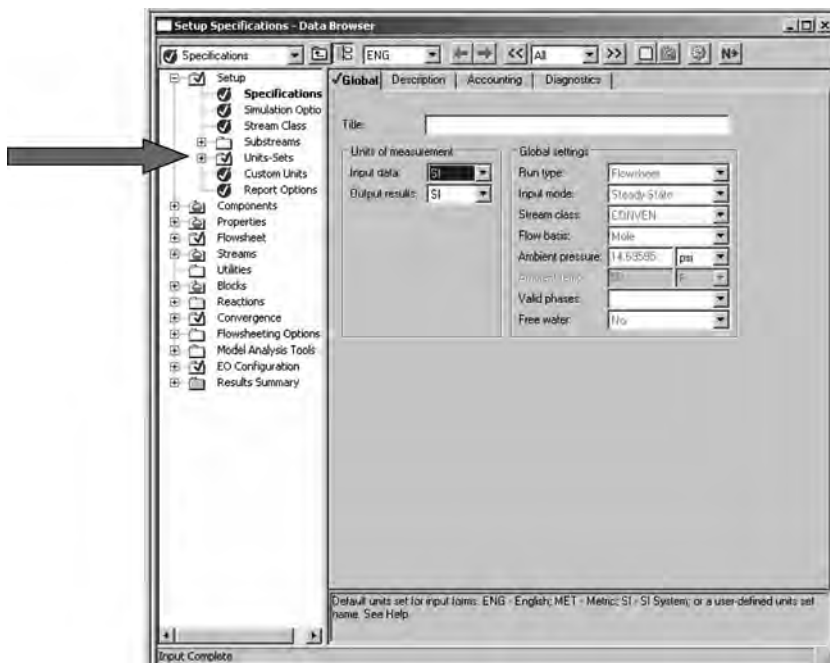 Setup Specifications - Data Browser
Specifications ENG << All >> N
Setup
Specifications
Simulation Optio
Stream Class
Substreams
Units-Sets
Custom Units
Report Options
Components
Properties
Flowsheet
Streams
Utilities
Blocks
Reactions
Convergence
Flowsheeting Options
Model Analysis Tools
EO Configuration
Results Summary
Global Description Accounting Diagnostics
Title:
Units of measurement
Input data: SI
Output results: SI
Global settings
Run type: Flowsheet
Input mode: Steady-State
Stream class: CONVEN
Flow basis: Mole
Ambient pressure: 14.69595 psi
Ambient temp.: 50 F
Valid phases:
Free water: No
Default units set for input forms. ENG - English; MET - Metric; SI - SI System; or a user-defined units set
name. See Help.
Input Complete